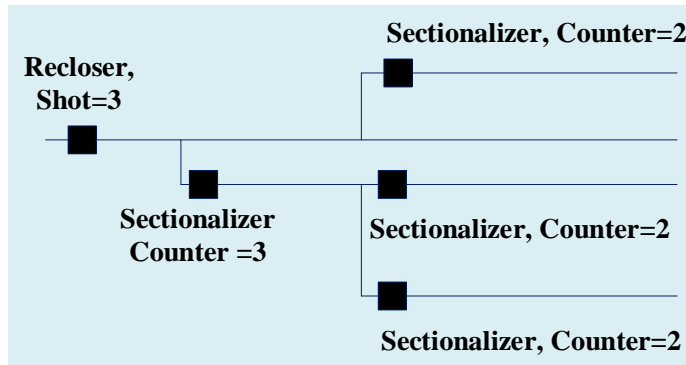 Sectionalizer, Counter=2
Recloser,
Shot=3
Sectionalizer
Counter =3
Sectionalizer, Counter=2
Sectionalizer, Counter=2